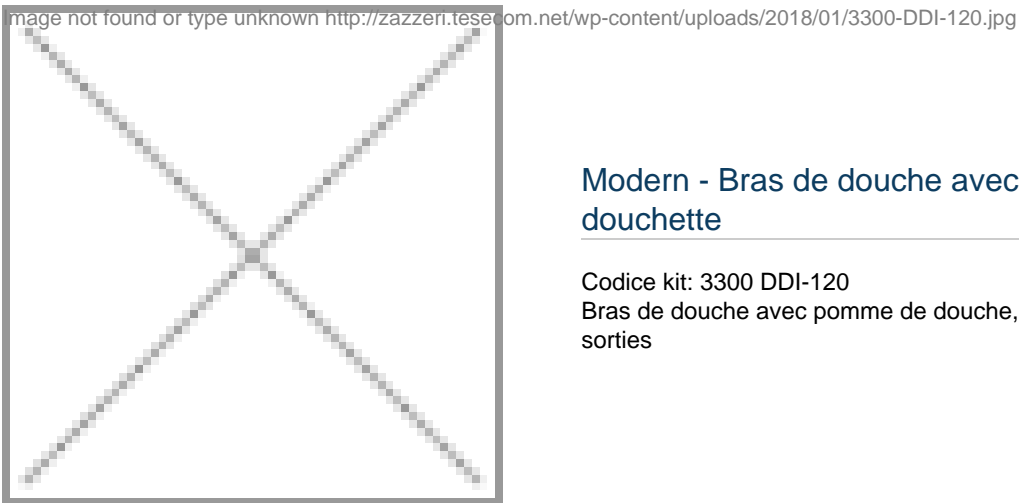 Image not found or type unknown http://zazzeri.tesecom.net/wp-content/uploads/2018/01/3300-DDI-120.jpg
Modern - Bras de douche avec
douchette
Codice kit: 3300 DDI-120
Bras de douche avec pomme de douche,
sorties